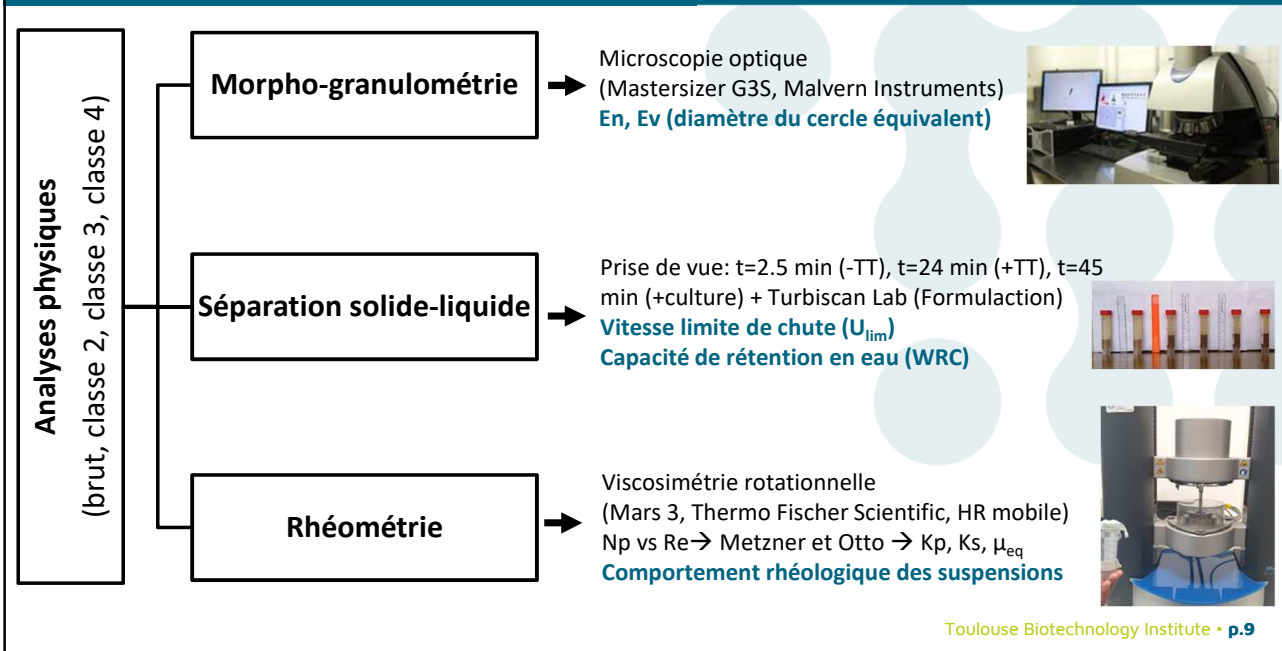 Analyses physiques
(brut, classe 2, classe 3, classe 4)
Morpho-granulométrie
Microscopie optique
(Mastersizer G3S, Malvern Instruments)
En, Ev (diamètre du cercle équivalent)
Séparation solide-liquide
Prise de vue: t=2.5 min (-TT), t=24 min (+TT), t=45
min (+culture) + Turbiscan Lab (Formulaction)
Vitesse limite de chute (Ulim)
Capacité de rétention en eau (WRC)
Rhéométrie
Viscosimétrie rotationnelle
(Mars 3, Thermo Fischer Scientific, HR mobile)
Np vs Re→ Metzner et Otto → Kp, Ks, μeq
Comportement rhéologique des suspensions
Toulouse Biotechnology Institute • p.9